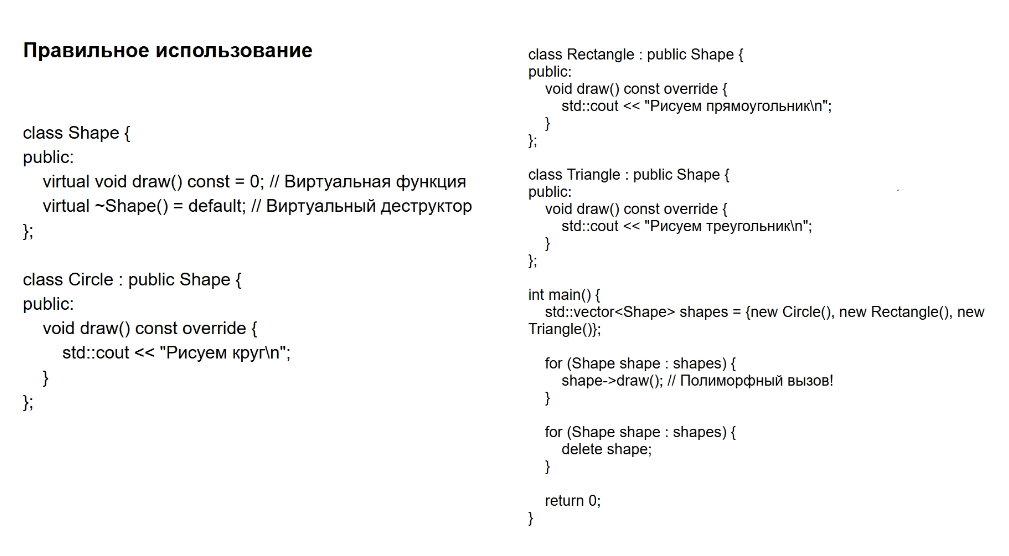 Правильное использование
class Shape {
public:
    virtual void draw() const = 0; // Виртуальная функция
    virtual ~Shape() = default; // Виртуальный деструктор
};
class Circle : public Shape {
public:
    void draw() const override {
        std::cout << "Рисуем круг\n";
    }
};
class Rectangle : public Shape {
public:
    void draw() const override {
        std::cout << "Рисуем прямоугольник\n";
    }
};
class Triangle : public Shape {
public:
    void draw() const override {
        std::cout << "Рисуем треугольник\n";
    }
};
int main() {
    std::vector<Shape> shapes = {new Circle(), new Rectangle(), new
Triangle()};
    for (Shape shape : shapes) {
        shape->draw(); // Полиморфный вызов!
    }
    for (Shape shape : shapes) {
        delete shape;
    }
    return 0;
}